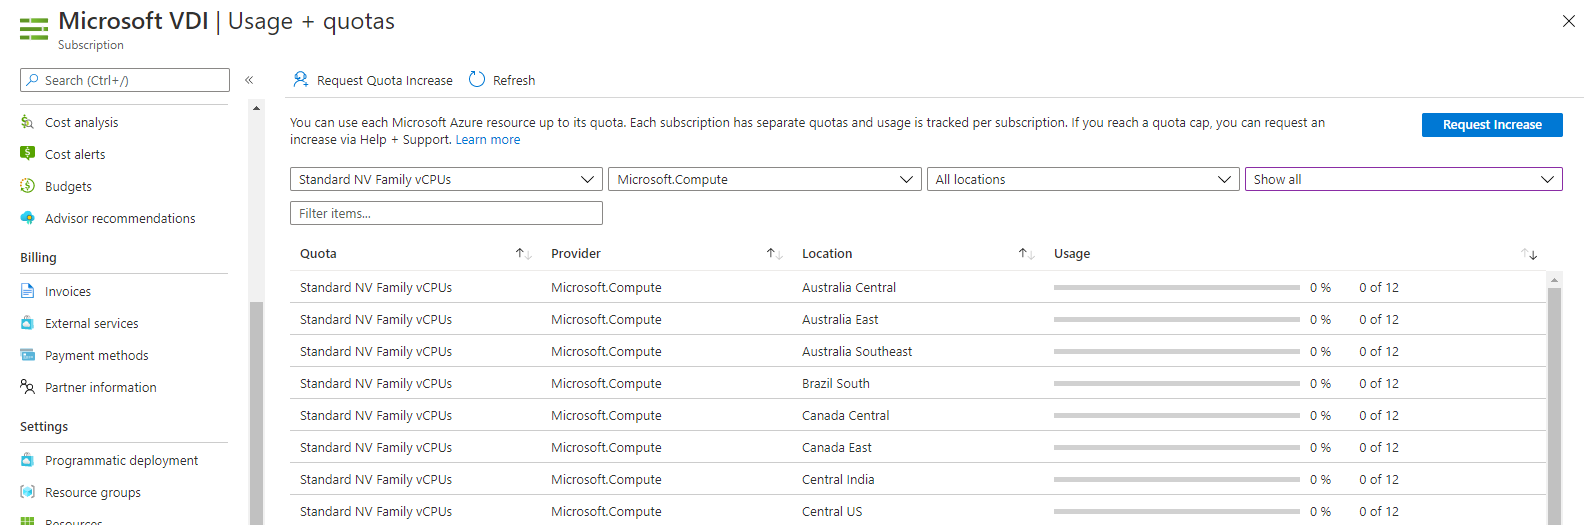 Microsoft VDI | Usage + quotas
Subscription
Search (Ctrl+/)
«
Cost analysis
Cost alerts
Budgets
Advisor recommendations
Billing
Invoices
External services
Payment methods
Partner information
Settings
Programmatic deployment
Resource groups
Resources
Request Quota Increase Refresh
You can use each Microsoft Azure resource up to its quota. Each subscription has separate quotas and usage is tracked per subscription. If you reach a quota cap, you can request an
increase via Help + Support. Learn more
Request Increase
Standard NV Family vCPUs Microsoft.Compute All locations Show all
Filter items...
Quota Provider Location Usage
Standard NV Family vCPUs Microsoft.Compute Australia Central 0 % 0 of 12
Standard NV Family vCPUs Microsoft.Compute Australia East 0 % 0 of 12
Standard NV Family vCPUs Microsoft.Compute Australia Southeast 0 % 0 of 12
Standard NV Family vCPUs Microsoft.Compute Brazil South 0 % 0 of 12
Standard NV Family vCPUs Microsoft.Compute Canada Central 0 % 0 of 12
Standard NV Family vCPUs Microsoft.Compute Canada East 0 % 0 of 12
Standard NV Family vCPUs Microsoft.Compute Central India 0 % 0 of 12
Standard NV Family vCPUs Microsoft.Compute Central US 0 % 0 of 12